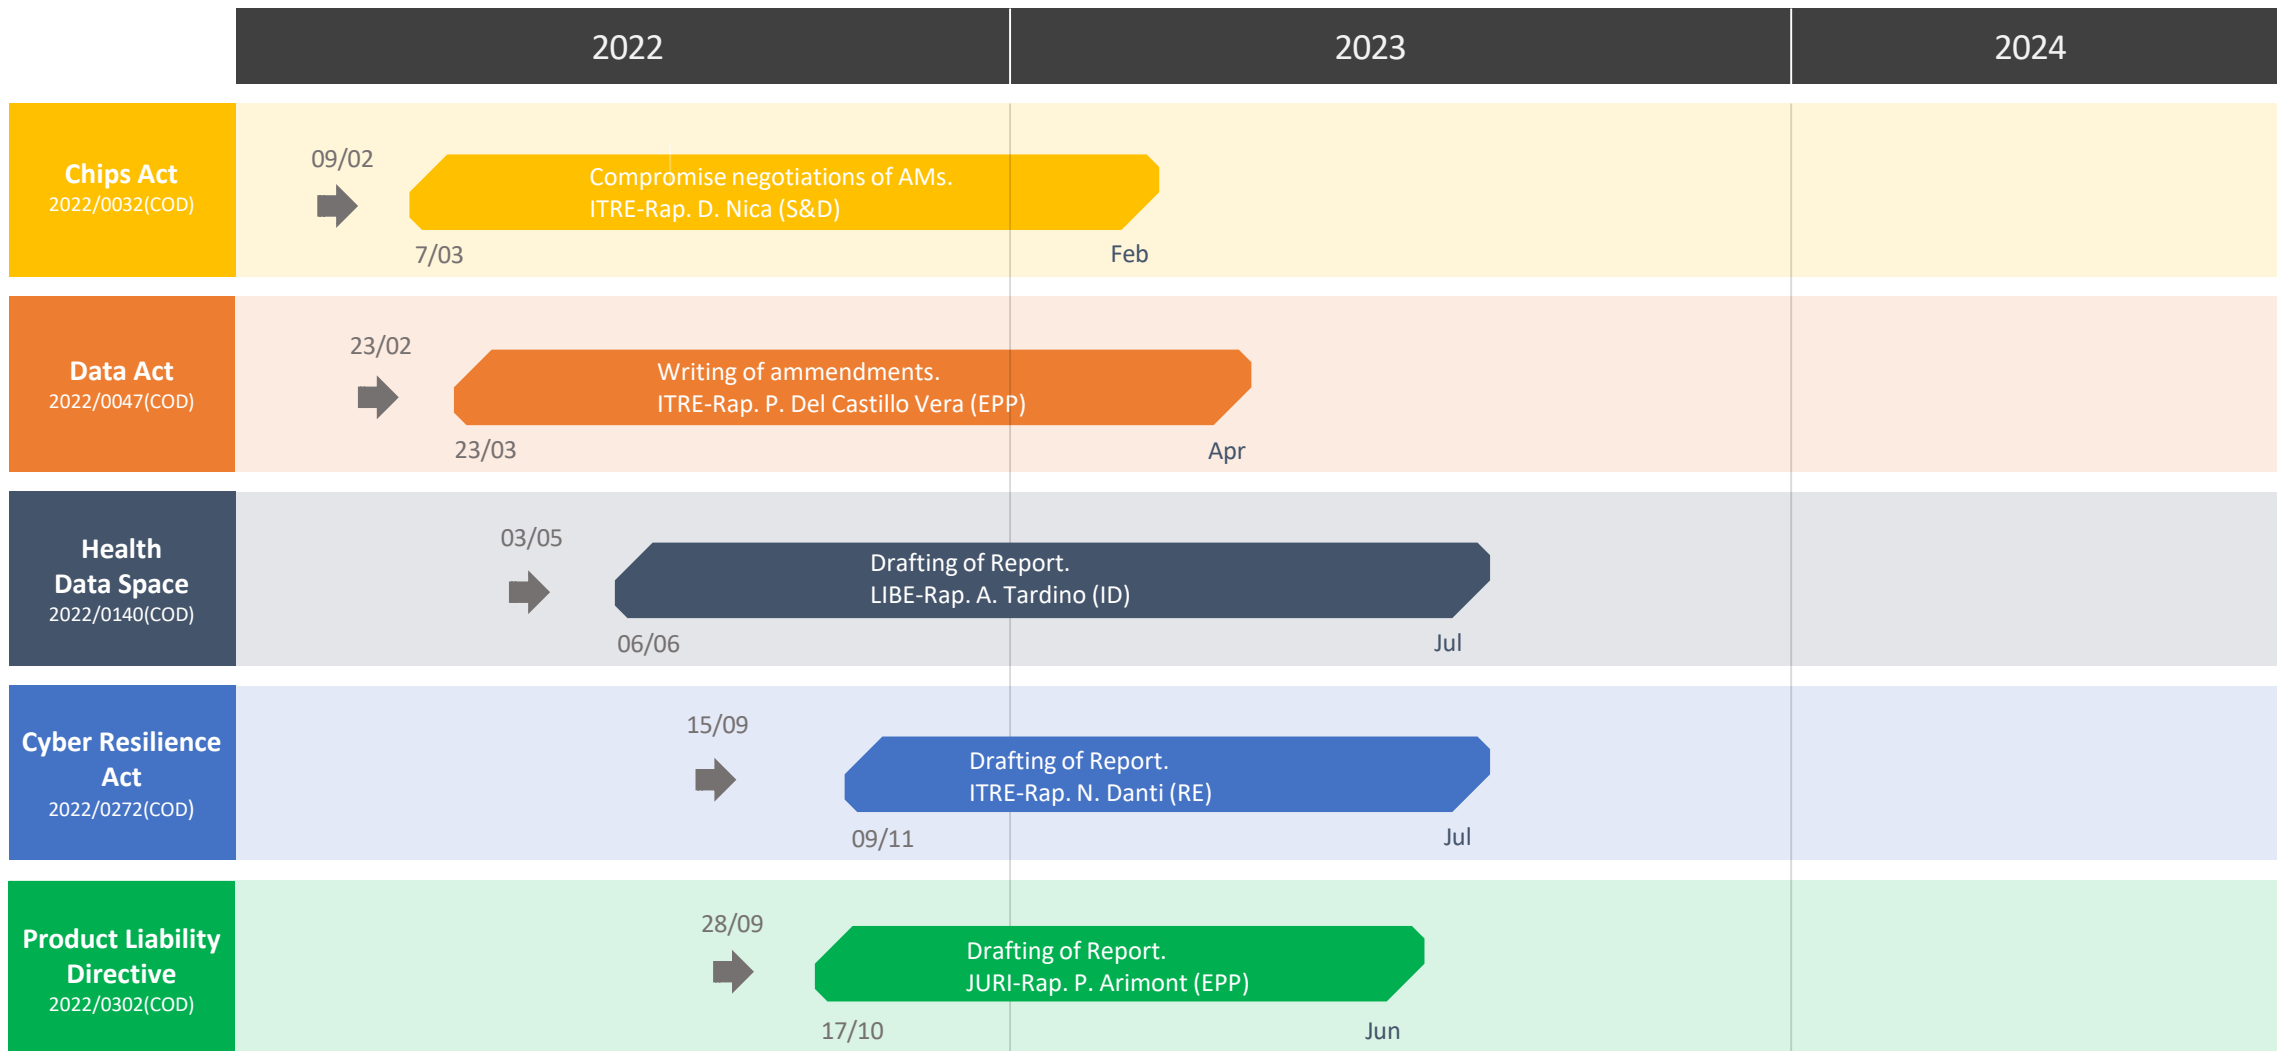 2022
2023
2024
Chips Act
2022/0032(COD)
09/02
Compromise negotiations of AMs.
ITRE-Rap. D. Nica (S&D)
7/03
Feb
Data Act
2022/0047(COD)
23/02
Writing of ammendments.
ITRE-Rap. P. Del Castillo Vera (EPP)
23/03
Apr
Health
Data Space
2022/0140(COD)
03/05
Drafting of Report.
LIBE-Rap. A. Tardino (ID)
06/06
Jul
Cyber Resilience
Act
2022/0272(COD)
15/09
Drafting of Report.
ITRE-Rap. N. Danti (RE)
09/11
Jul
Product Liability
Directive
2022/0302(COD)
28/09
Drafting of Report.
JURI-Rap. P. Arimont (EPP)
17/10
Jun